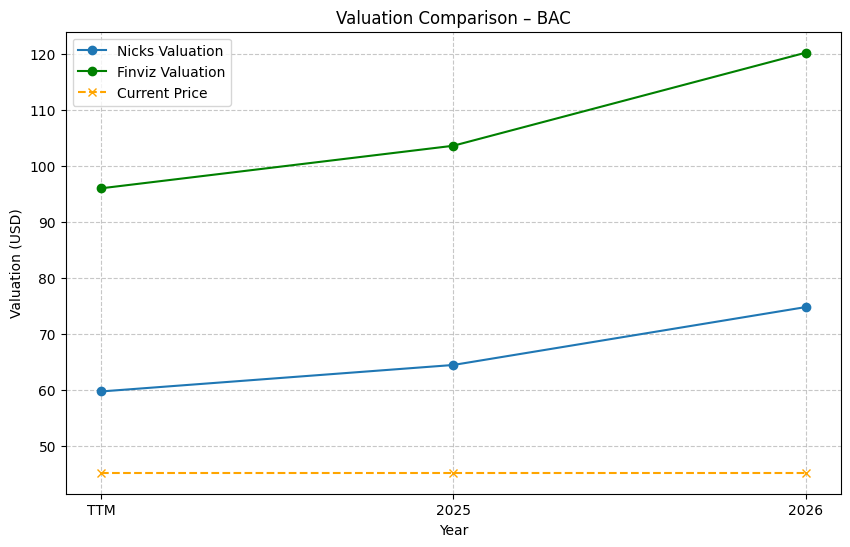 Valuation Comparison – BAC
Nicks Valuation
Finviz Valuation
Current Price
Valuation (USD)
120
110
100
90
80
70
60
50
TTM
2025
2026
Year